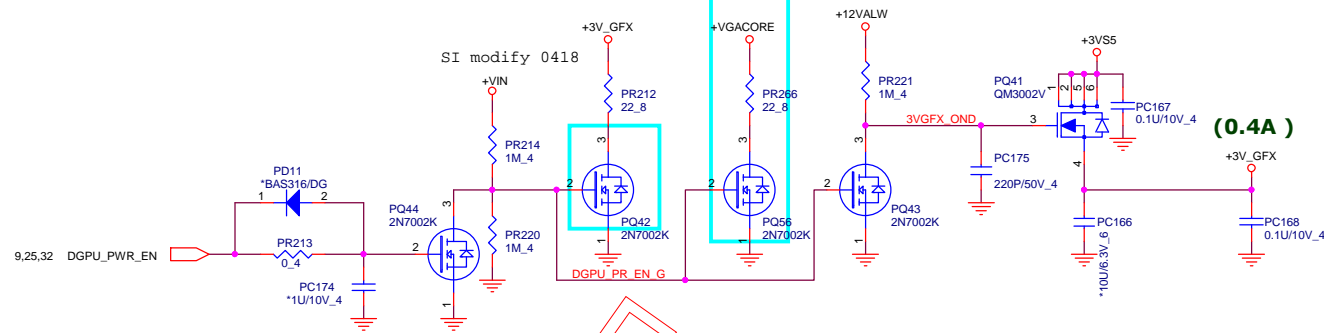 SI modify 0418
+3V_GFX
+VGACORE
+12VALW
+3VS5
+VIN
PR212
22_8
PR266
22_8
PR221
1M_4
PQ41
QM3002V
1
2
5
6
PC167
0.1U/10V_4
PR214
1M_4
3
3
3
3VGFX_OND
3
(0.4A )
+3V_GFX
PD11
*BAS316/DG
1
2
PQ44
2N7002K
3
2
2
2
PC175
220P/50V_4
4
PR213
0_4
2
PR220
1M_4
PQ42
2N7002K
PQ56
2N7002K
PQ43
2N7002K
PC166
*10U/6.3V_6
PC168
0.1U/10V_4
9,25,32 DGPU_PWR_EN
1
1
1
DGPU_PR_EN_G
PC174
*1U/10V_4
1